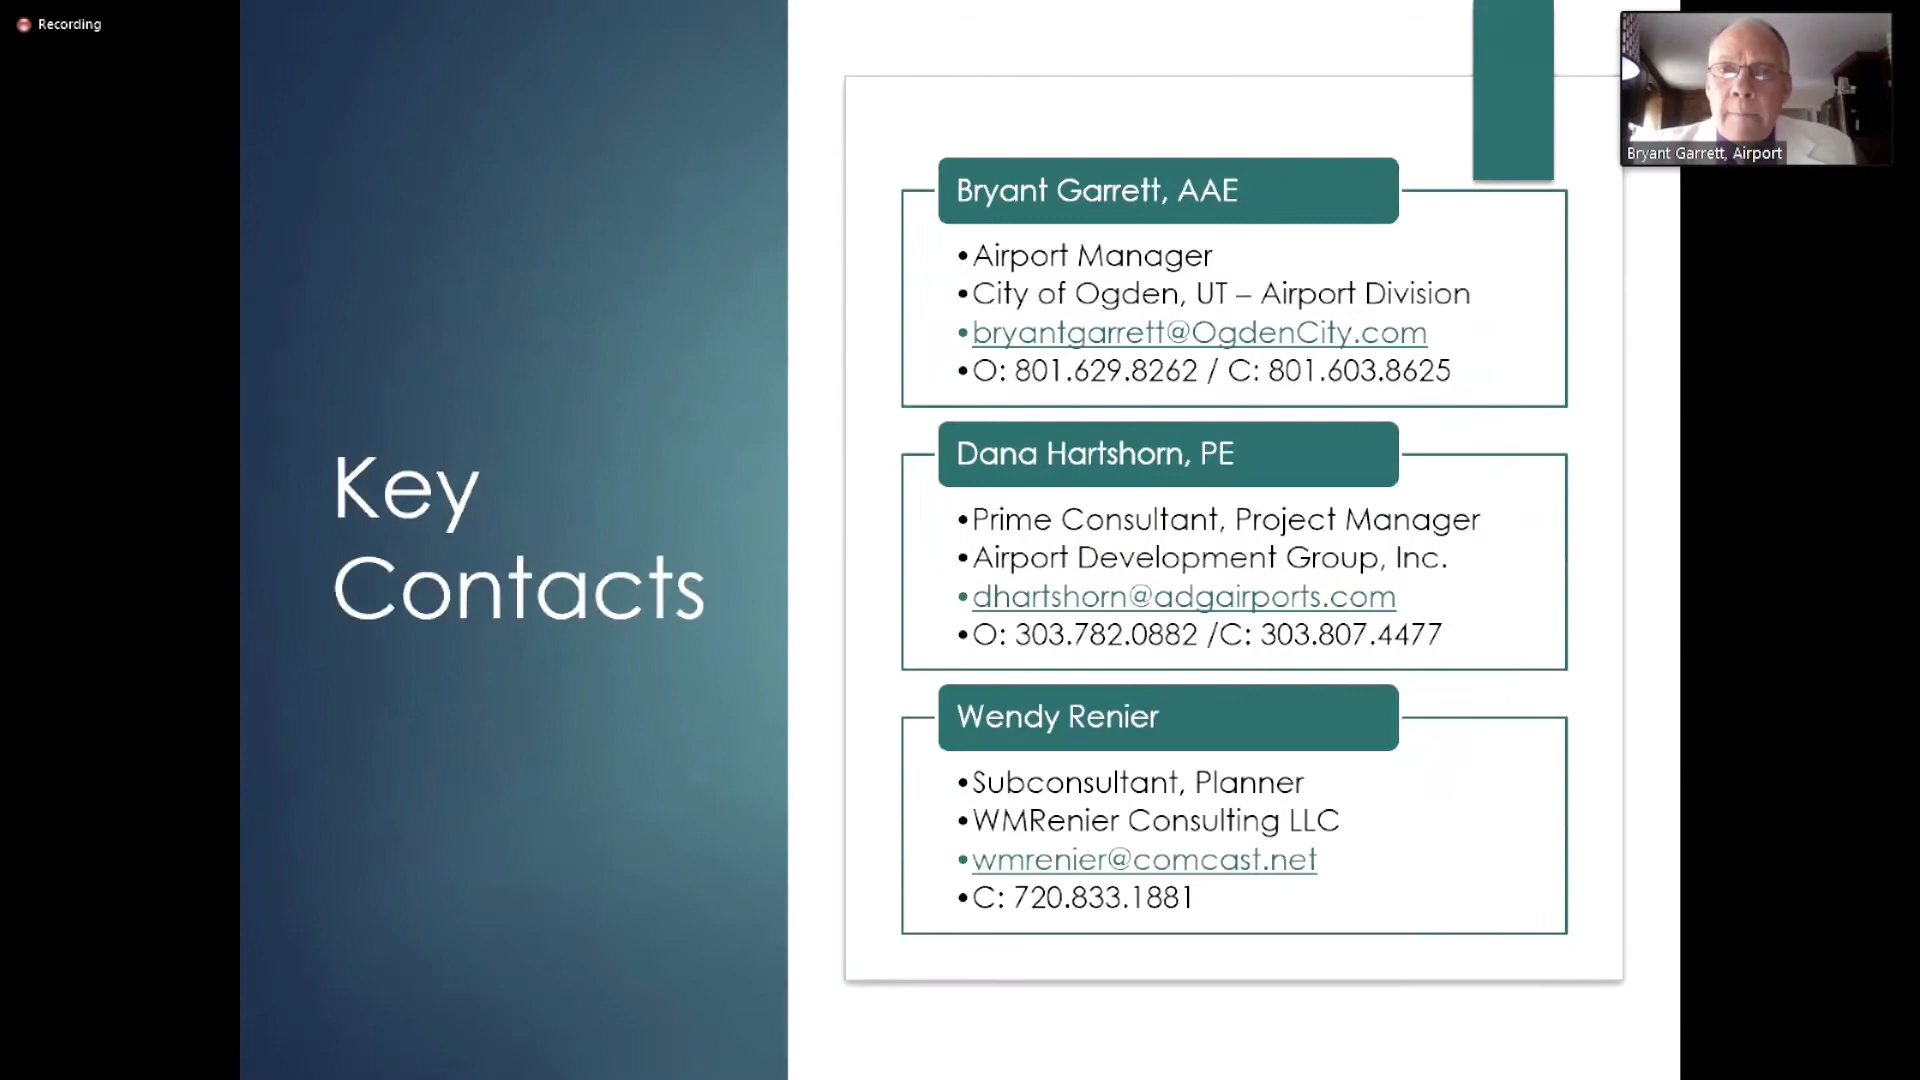 Recording
Key
Contacts
Bryant Garrett, AAE
•Airport Manager
•City of Ogden, UT – Airport Division
•bryantgarrett@OgdenCity.com
•O: 801.629.8262 / C: 801.603.8625
Dana Hartshorn, PE
•Prime Consultant, Project Manager
•Airport Development Group, Inc.
•dhartshorn@adgairports.com
•O: 303.782.0882 /C: 303.807.4477
Wendy Renier
•Subconsultant, Planner
•WMRenier Consulting LLC
•wmrenier@comcast.net
•C: 720.833.1881
Bryant Garrett, Airport